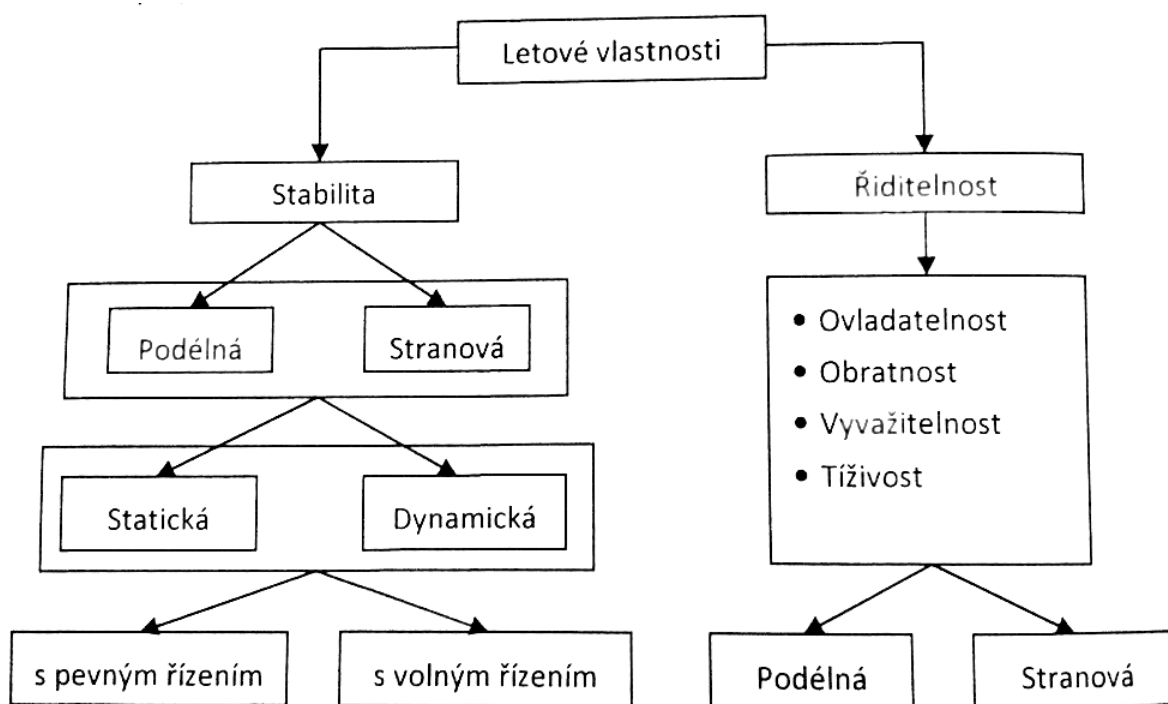 Letové vlastnosti
Stabilita
Řiditelnost
Podélná
Stranová
• Ovladatelnost
• Obratnost
• Vyvažitelnost
• Tíživost
Statická
Dynamická
s pevným řízením
s volným řízením
Podélná
Stranová